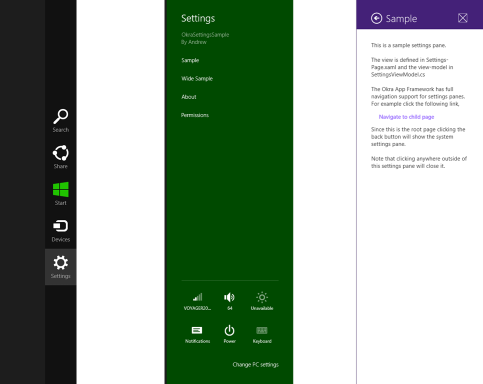 Search
Share
Start
Devices
Settings
Settings
OkraSettingsSample
By Andrew
Sample
Wide Sample
About
Permissions
VOYAGER20...
64
Unavailable
Notifications
Power
Keyboard
Change PC settings
Sample
This is a sample settings pane.
The view is defined in Settings-
Page.xaml and the view-model in
SettingsViewModel.cs
The Okra App Framework has full
navigation support for settings panes.
For example click the following link,
Navigate to child page
Since this is the root page clicking the
back button will show the system
settings pane.
Note that clicking anywhere outside of
this settings pane will close it.